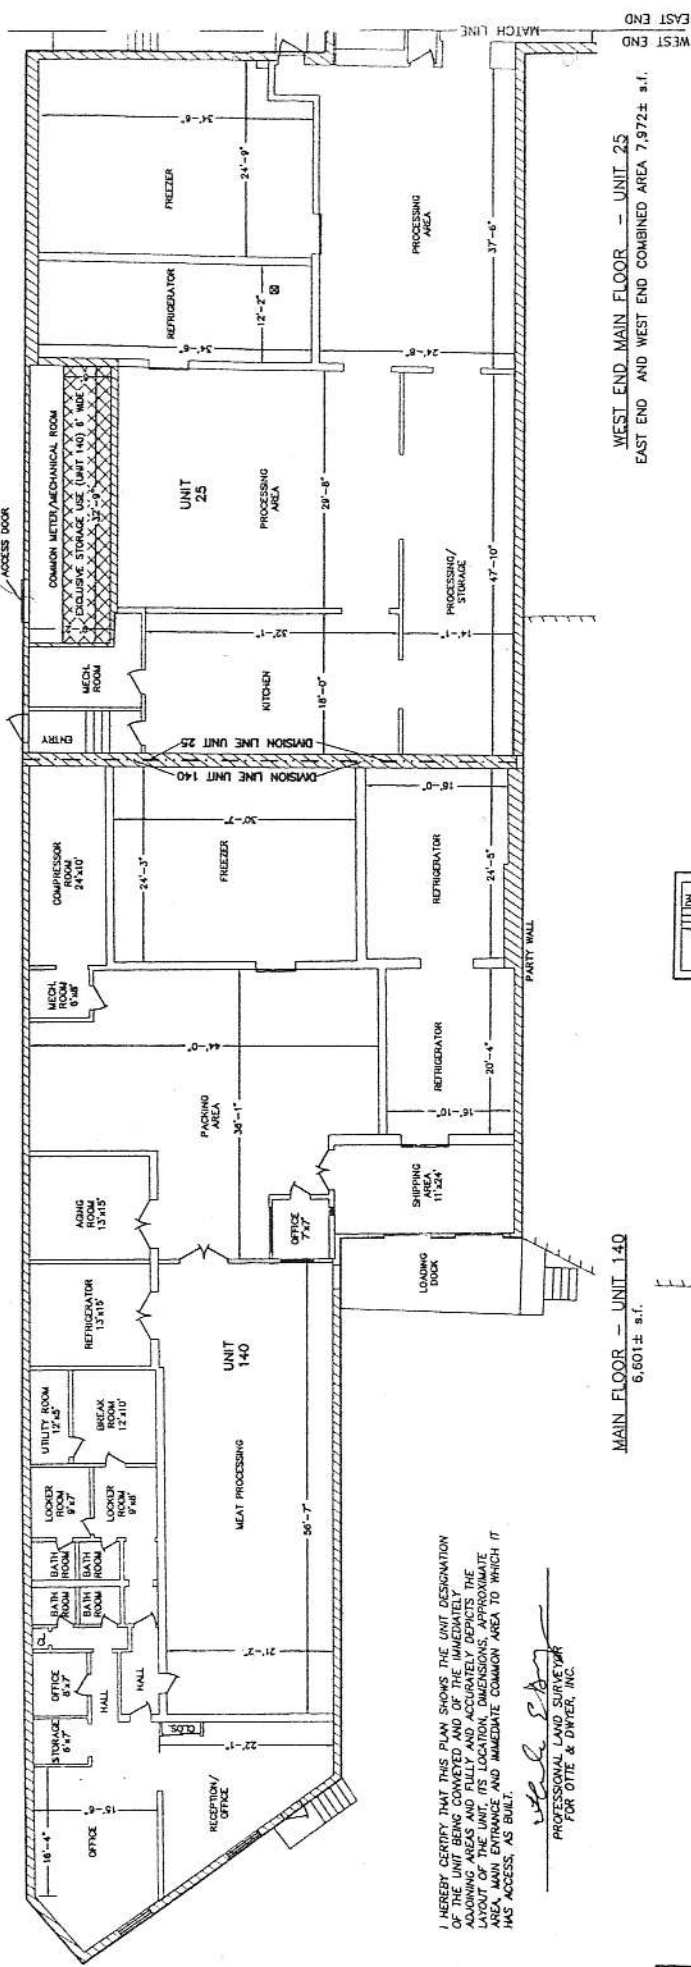 EAST END
WEST END
MATCH LINE
WEST END MAIN FLOOR - UNIT 25
EAST END AND WEST END COMBINED AREA 7,972± s.f.
ACCESS DOOR
COMMON METER/MECHANICAL ROOM
EXCLUSIVE STORAGE USE (UNIT 140) 6' WIDE
32'-9"
FREEZER
34'-6"
24'-9"
REFRIGERATOR
34'-6"
12'-2"
PROCESSING
AREA
37'-6"
24'-8"
UNIT
25
PROCESSING
AREA
29'-8"
PROCESSING/
STORAGE
47'-10"
14'-1"
MECH.
ROOM
ENTRY
KITCHEN
32'-1"
18'-0"
DIVISION LINE UNIT 25
DIVISION LINE UNIT 140
COMPRESSOR
ROOM
24'x10'
MECH.
ROOM
6'x8'
FREEZER
30'-7"
24'-3"
REFRIGERATOR
16'-0"
24'-5"
REFRIGERATOR
16'-10"
20'-4"
PARTY WALL
PACKING
AREA
44'-0"
36'-1"
AGING
ROOM
13'x15'
OFFICE
7'x7'
SHIPPING
AREA
11'x24'
LOADING
DOCK
REFRIGERATOR
13'x15'
UNIT
140
UTILITY ROOM
12'x5'
BREAK
ROOM
12'x10'
LOCKER
ROOM
9'x7'
LOCKER
ROOM
9'x8'
MEAT PROCESSING
56'-7"
21'-2"
BATH
ROOM
BATH
ROOM
BATH
ROOM
BATH
ROOM
CL.
OFFICE
8'x7'
HALL
HALL
STORAGE
6'x7'
CLOS.
22'-1"
RECEPTION/
OFFICE
OFFICE
15'-6"
16'-4"
MAIN FLOOR - UNIT 140
6,601± s.f.
I HEREBY CERTIFY THAT THIS PLAN SHOWS THE UNIT DESIGNATION
OF THE UNIT BEING CONVEYED AND OF THE IMMEDIATELY
ADJOINING AREAS AND FULLY AND ACCURATELY DEPICTS THE
LAYOUT OF THE UNIT, ITS LOCATION, DIMENSIONS, APPROXIMATE
AREA, MAIN ENTRANCE AND IMMEDIATE COMMON AREA TO WHICH IT
HAS ACCESS, AS BUILT.
PROFESSIONAL LAND SURVEYOR
FOR OTTE & DWYER, INC.